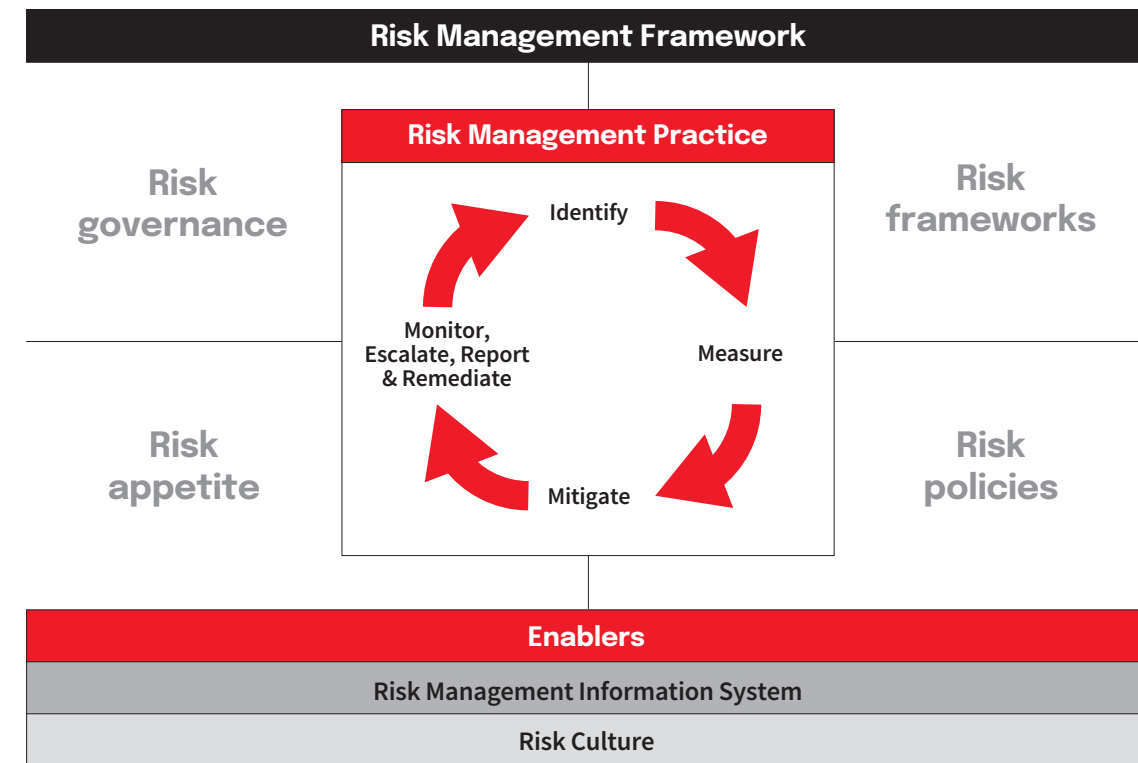 Risk Management Framework
Risk
governance
Risk Management Practice
Risk
frameworks
Identify
Monitor,
Escalate, Report
& Remediate
Measure
Mitigate
Risk
appetite
Risk
policies
Enablers
Risk Management Information System
Risk Culture